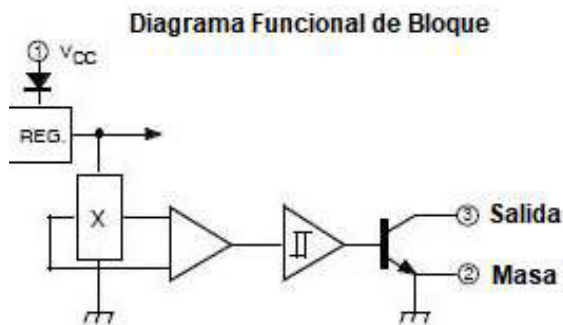 Diagrama Funcional de Bloque
1 VCC
REG.
X
3 Salida
2 Masa